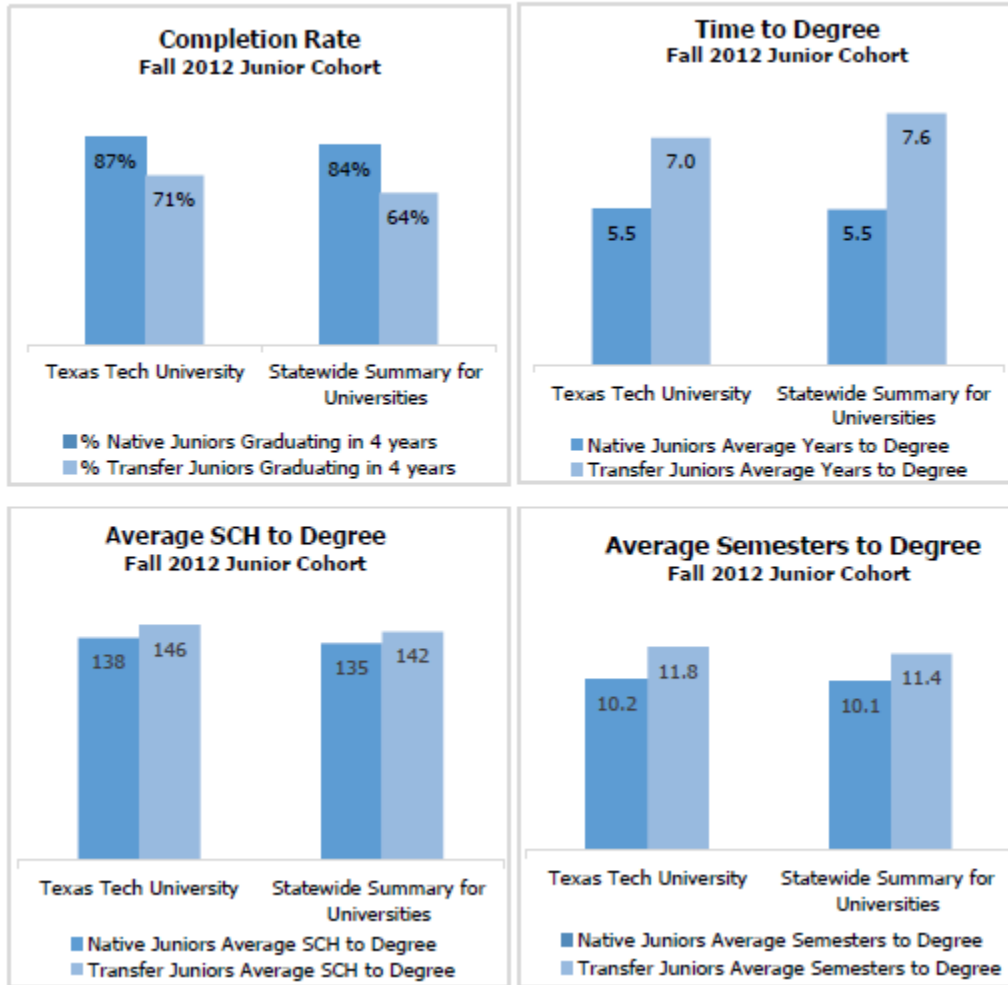 Completion Rate
Fall 2012 Junior Cohort
87%
71%
84%
64%
Texas Tech University
Statewide Summary for
Universities
% Native Juniors Graduating in 4 years
% Transfer Juniors Graduating in 4 years
Time to Degree
Fall 2012 Junior Cohort
5.5
7.0
5.5
7.6
Texas Tech University
Statewide Summary for
Universities
Native Juniors Average Years to Degree
Transfer Juniors Average Years to Degree
Average SCH to Degree
Fall 2012 Junior Cohort
138
146
135
142
Texas Tech University
Statewide Summary for
Universities
Native Juniors Average SCH to Degree
Transfer Juniors Average SCH to Degree
Average Semesters to Degree
Fall 2012 Junior Cohort
10.2
11.8
10.1
11.4
Texas Tech University
Statewide Summary for
Universities
Native Juniors Average Semesters to Degree
Transfer Juniors Average Semesters to Degree